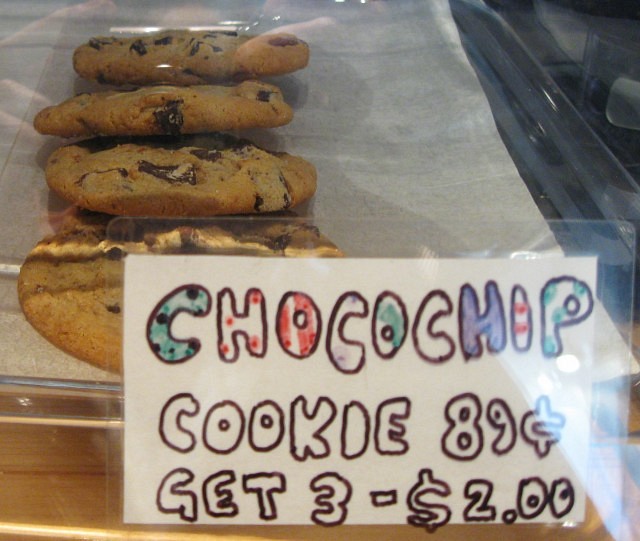 CHOCOCHIP
COOKIE 89¢
GET 3 - $2.00